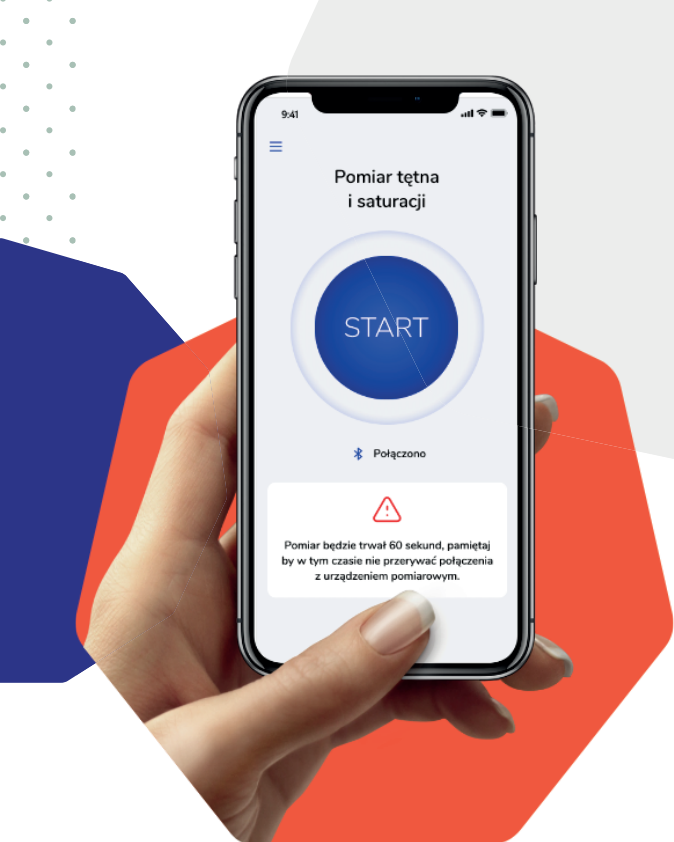 9:41
Pomiar tętna
i saturacji
START
Połączono
Pomiar będzie trwał 60 sekund, pamiętaj
by w tym czasie nie przerywać połączenia
z urządzeniem pomiarowym.